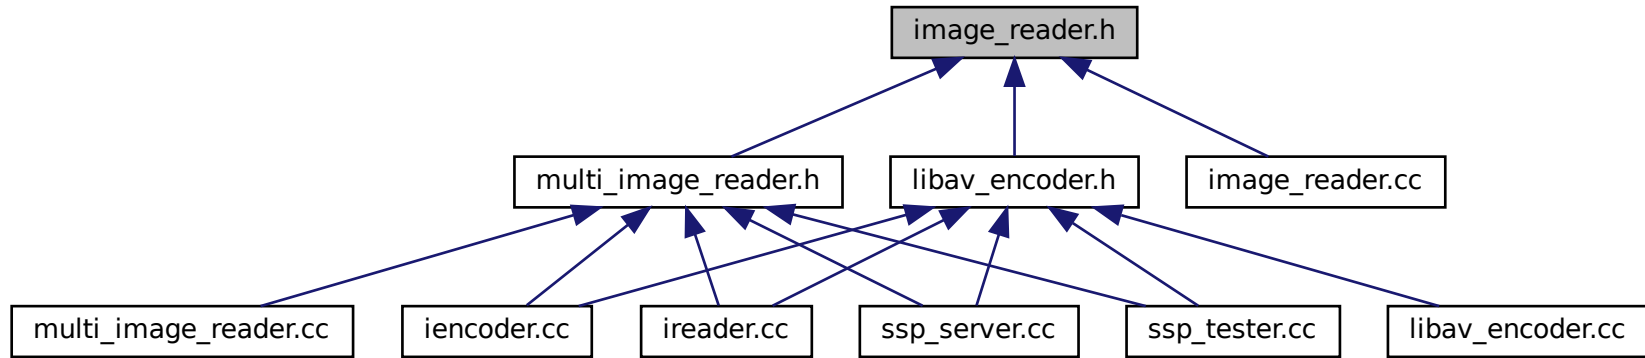 image_reader.h
multi_image_reader.h
libav_encoder.h
image_reader.cc
multi_image_reader.cc
iencoder.cc
ireader.cc
ssp_server.cc
ssp_tester.cc
libav_encoder.cc